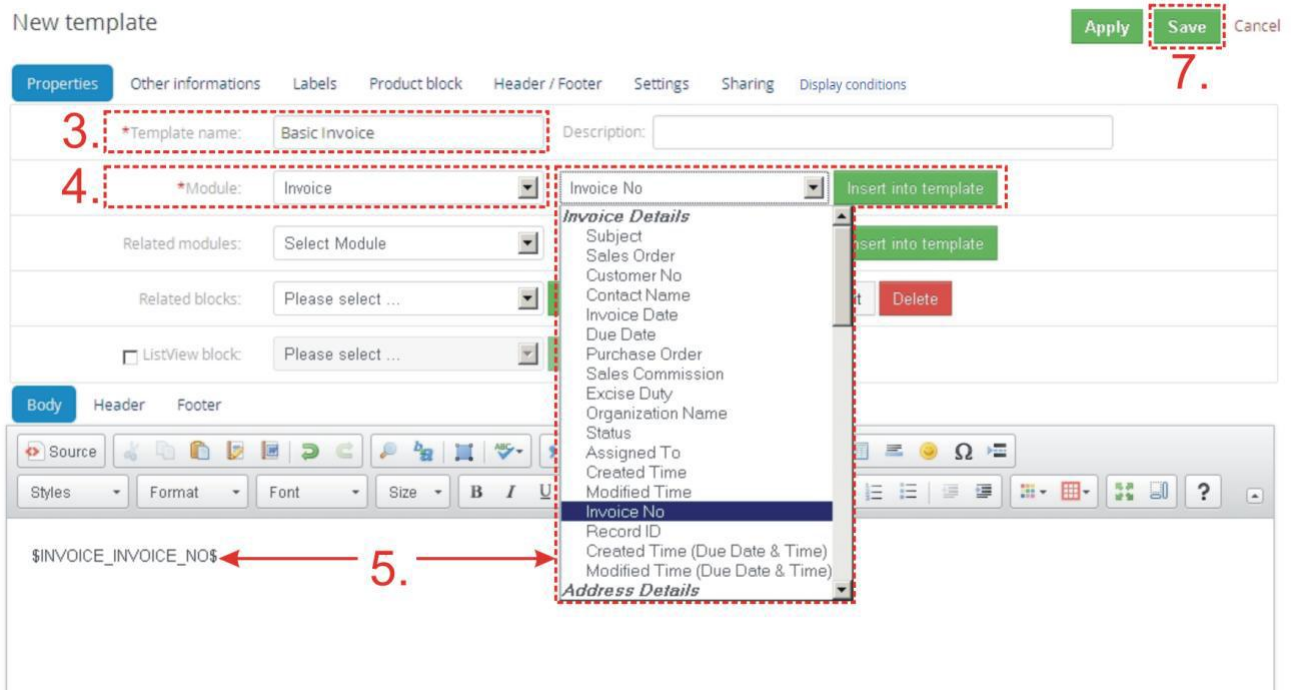 New template
Apply Save Cancel
7.
Properties Other informations Labels Product block Header / Footer Settings Sharing Display conditions
3. *Template name: Basic Invoice Description:
4. *Module: Invoice Invoice No Insert into template
Related modules: Select Module nsert into template
Related blocks: Please select ... t Delete
ListView block: Please select ...
Invoice Details
Subject
Sales Order
Customer No
Contact Name
Invoice Date
Due Date
Purchase Order
Sales Commission
Excise Duty
Organization Name
Status
Assigned To
Created Time
Modified Time
Invoice No
Record ID
Created Time (Due Date & Time)
Modified Time (Due Date & Time)
Address Details
Body Header Footer
Source ABC Ω
Styles Format Font Size B I U ?
$INVOICE_INVOICE_NO$ 5.